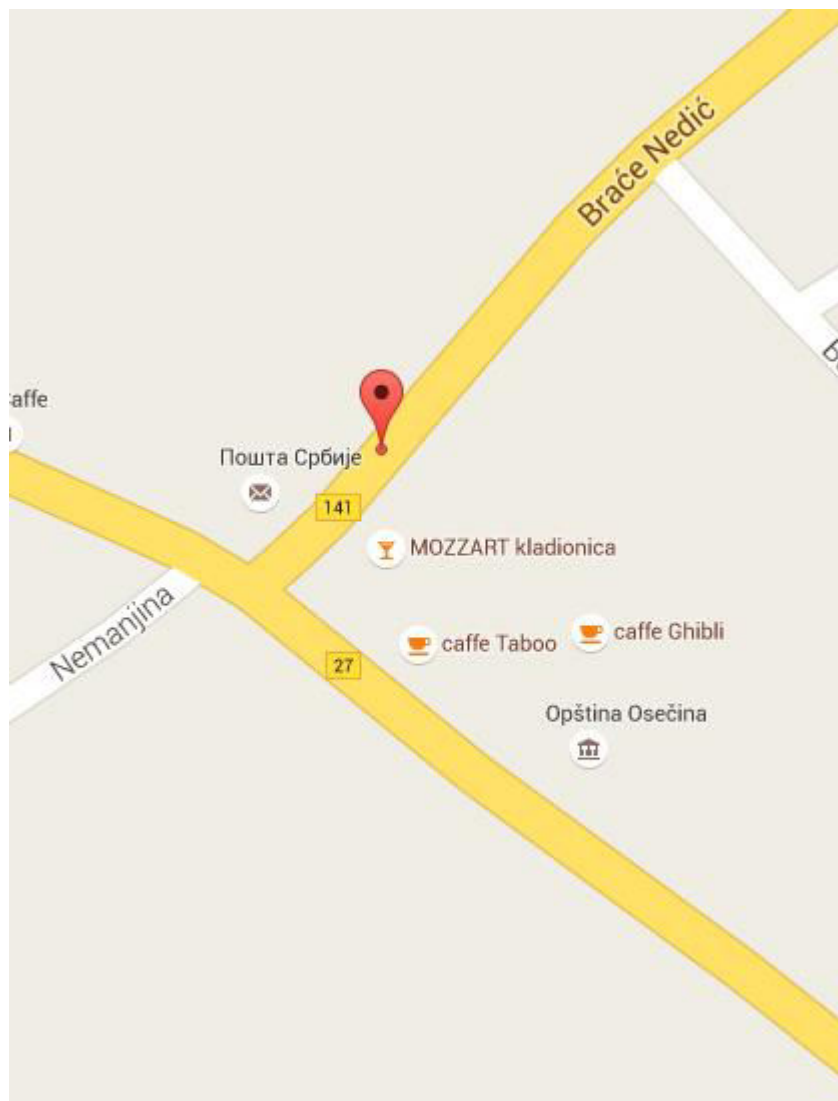 Braće Nedić
affe
Пошта Србије
141
MOZZART kladionica
Nemanjina
caffe Taboo
caffe Ghibli
27
Opština Osečina